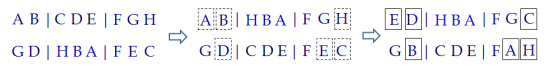 A B | C D E | F G H
G D | H B A | F E C
A B | H B A | F G H
G D | C D E | F E C
E D | H B A | F G C
G B | C D E | F A H